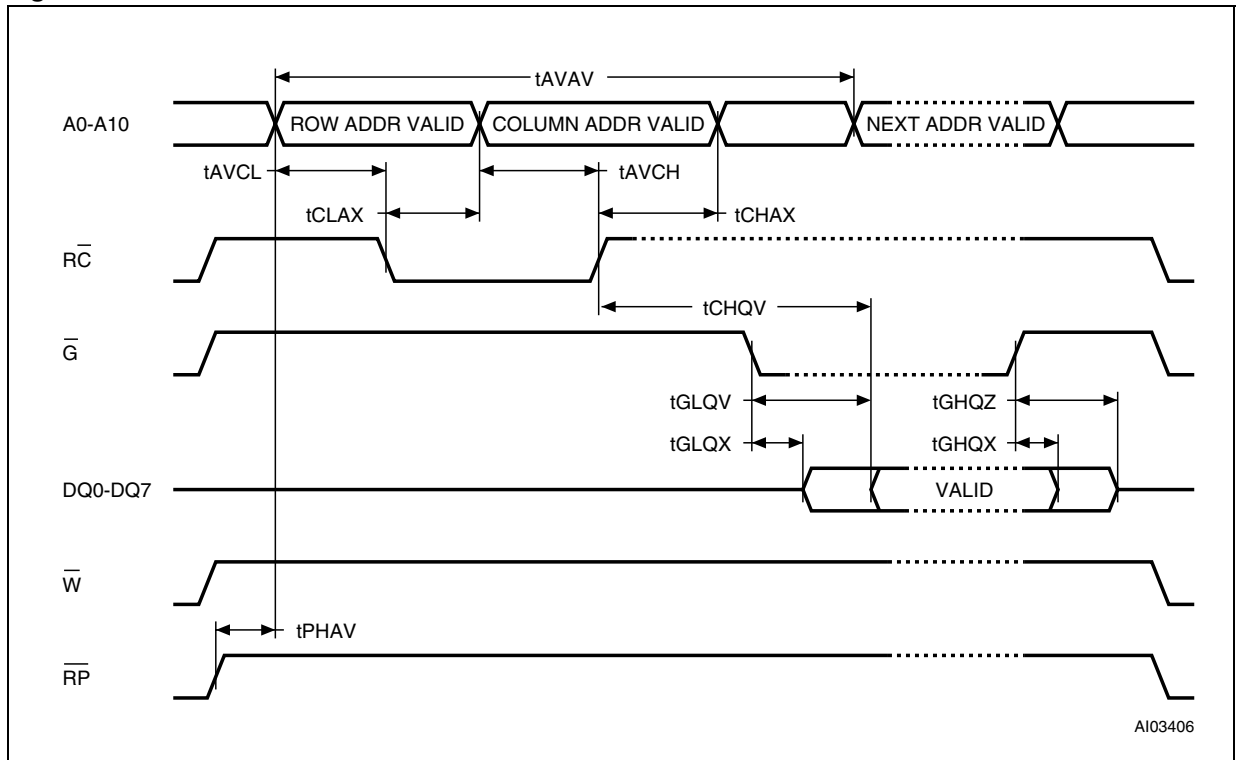 tAVAV
A0-A10 ROW ADDR VALID COLUMN ADDR VALID NEXT ADDR VALID
tAVCL tAVCH
tCLAX tCHAX
RC̅
tCHQV
G̅
tGLQV tGHQZ
tGLQX tGHQX
DQ0-DQ7 VALID
W̅
tPHAV
R̅P̅
AI03406